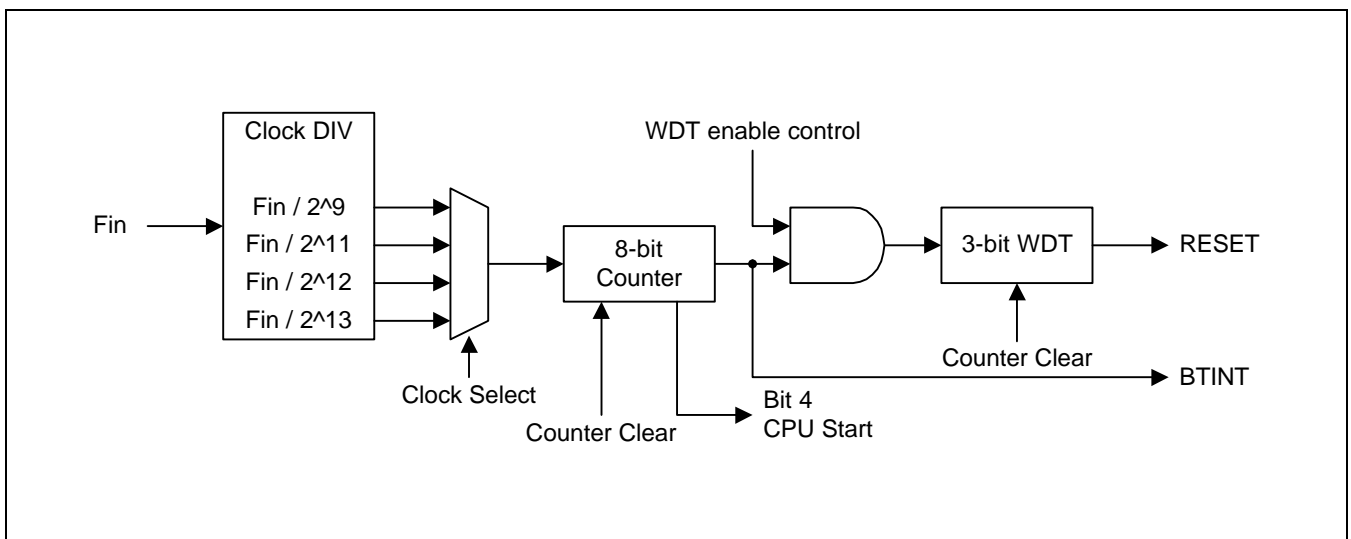 Clock DIV
WDT enable control
Fin
Fin / 2^9
Fin / 2^11
Fin / 2^12
Fin / 2^13
8-bit
Counter
3-bit WDT
RESET
Clock Select
Counter Clear
Bit 4
CPU Start
Counter Clear
BTINT